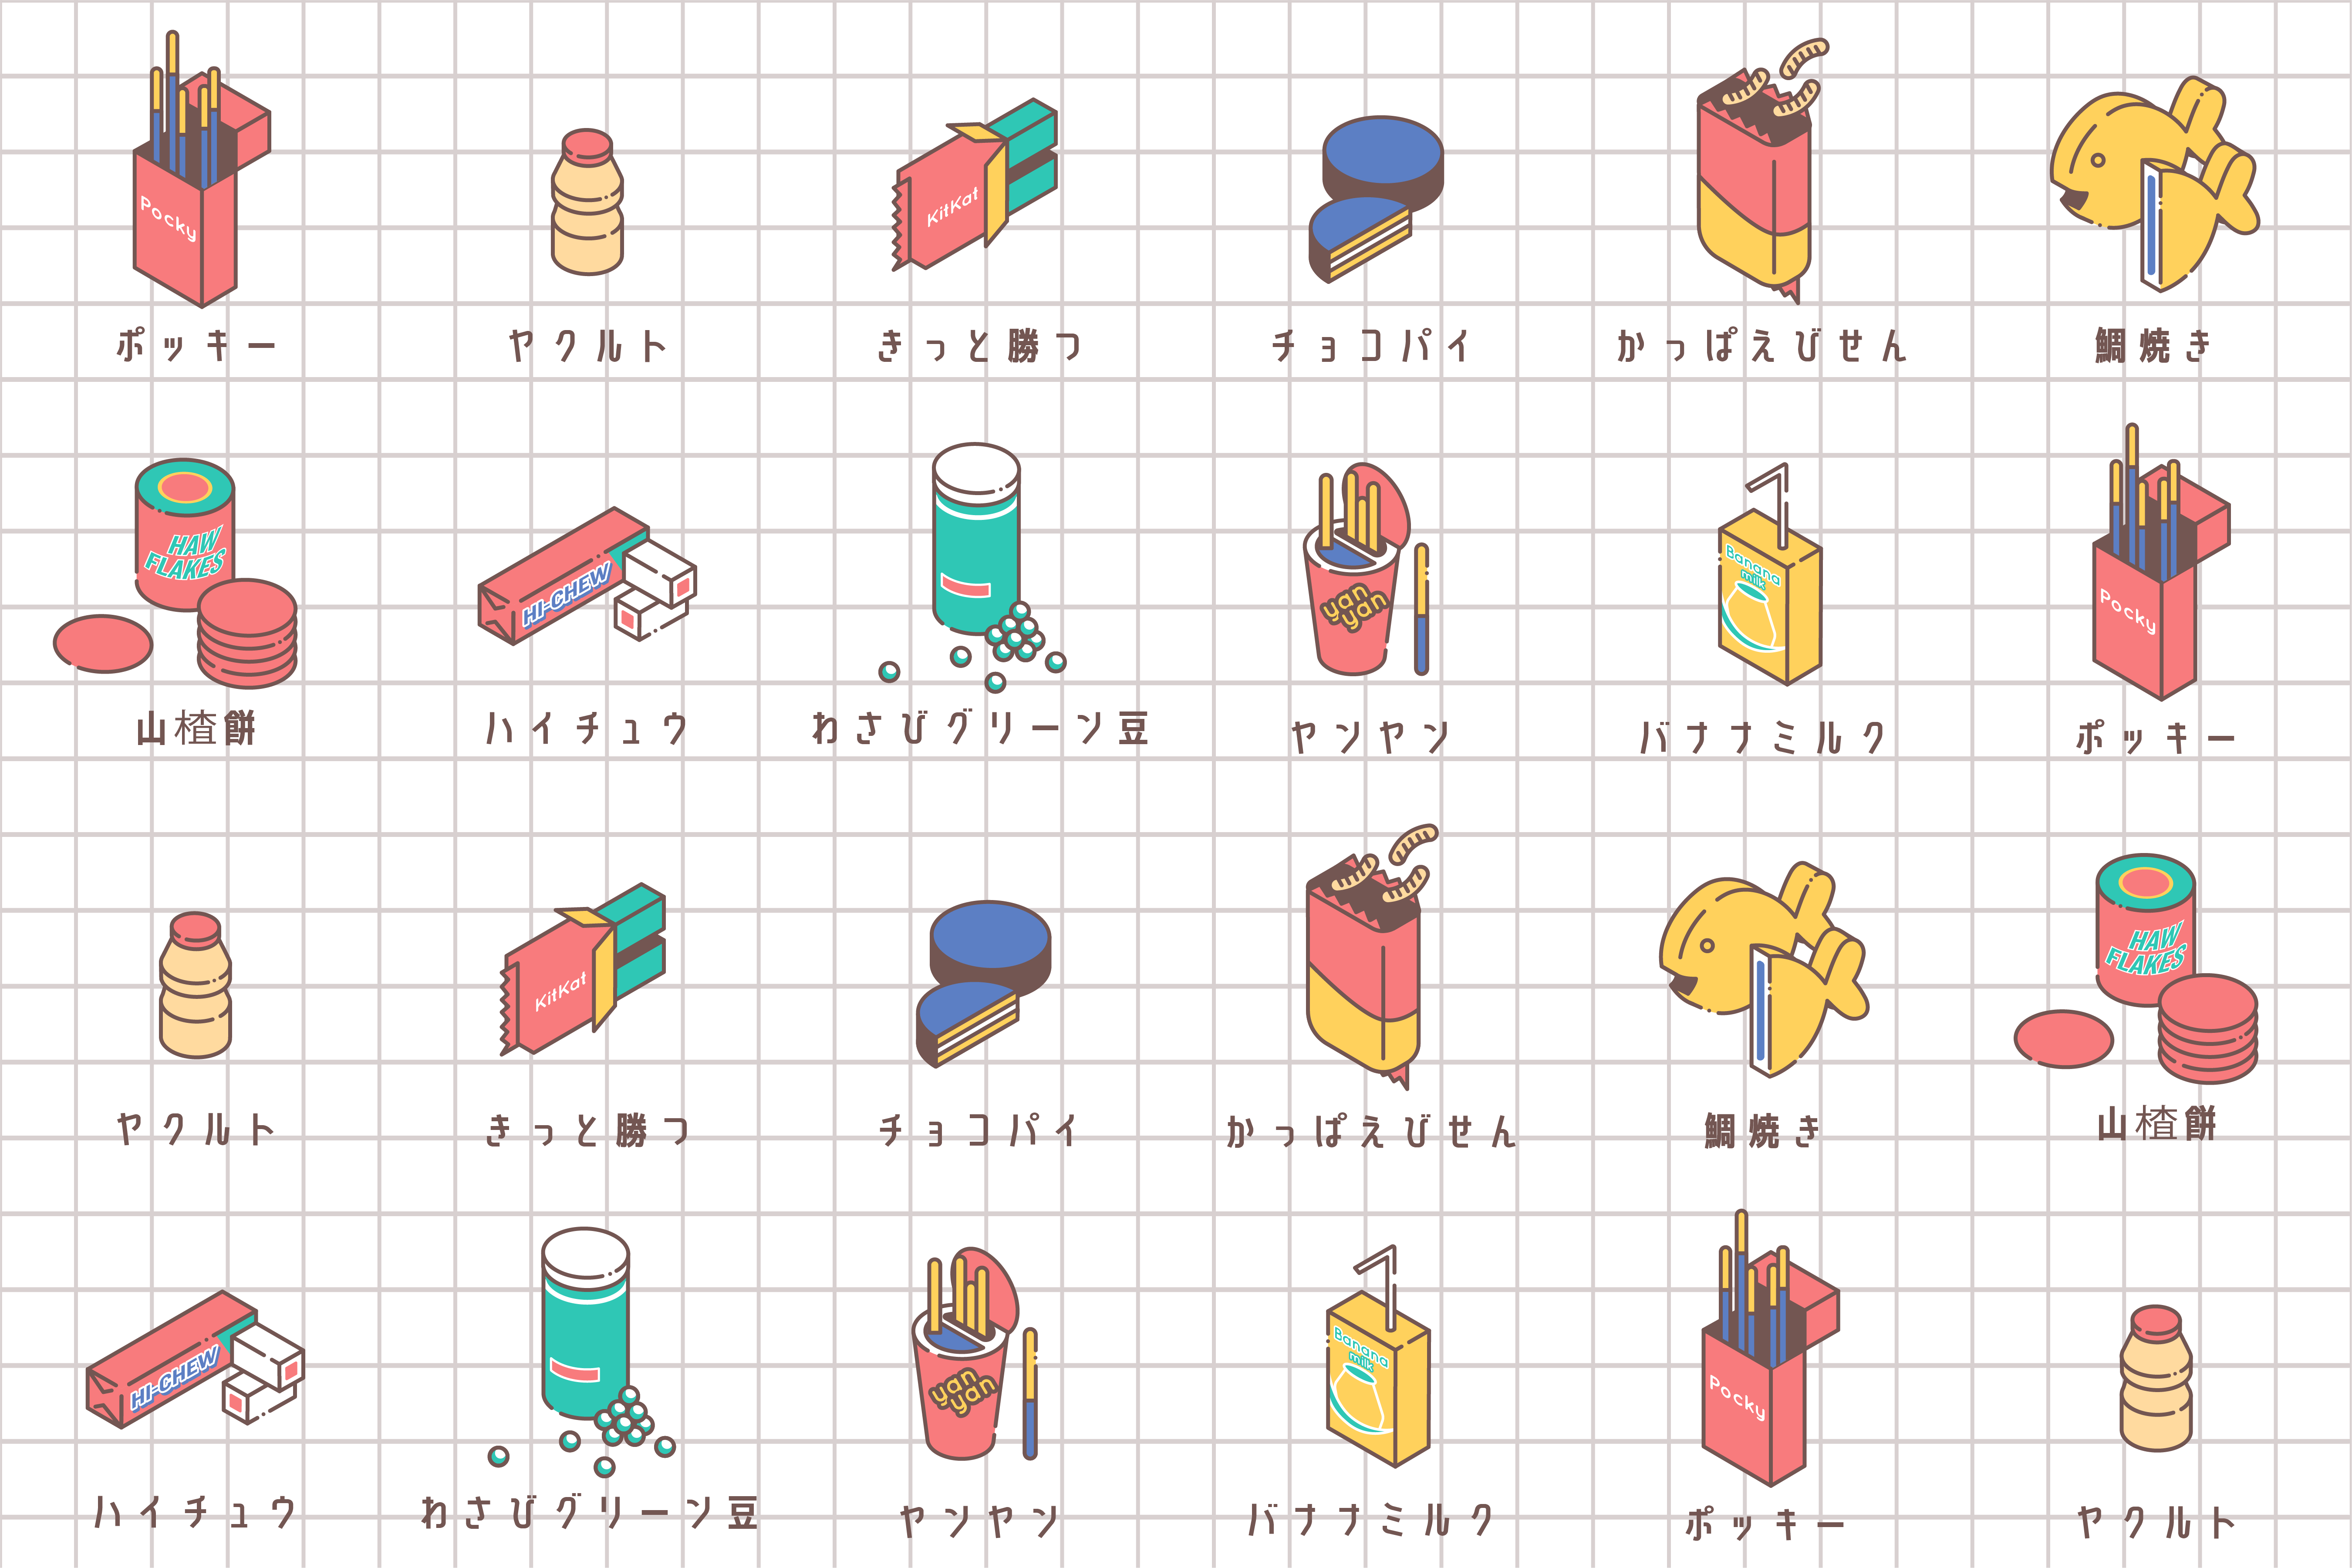 Pocky
KitKat
ポッキー
ヤクルト
きっと勝つ
チョコパイ
かっぱえびせん
鯛焼き
HAW
FLAKES
HI-CHEW
yan
yan
Banana
milk
Pocky
山楂餅
ハイチュウ
わさびグリーン豆
ヤンヤン
バナナミルク
ポッキー
KitKat
HAW
FLAKES
ヤクルト
きっと勝つ
チョコパイ
かっぱえびせん
鯛焼き
山楂餅
HI-CHEW
yan
yan
Banana
milk
Pocky
ハイチュウ
わさびグリーン豆
ヤンヤン
バナナミルク
ポッキー
ヤクルト